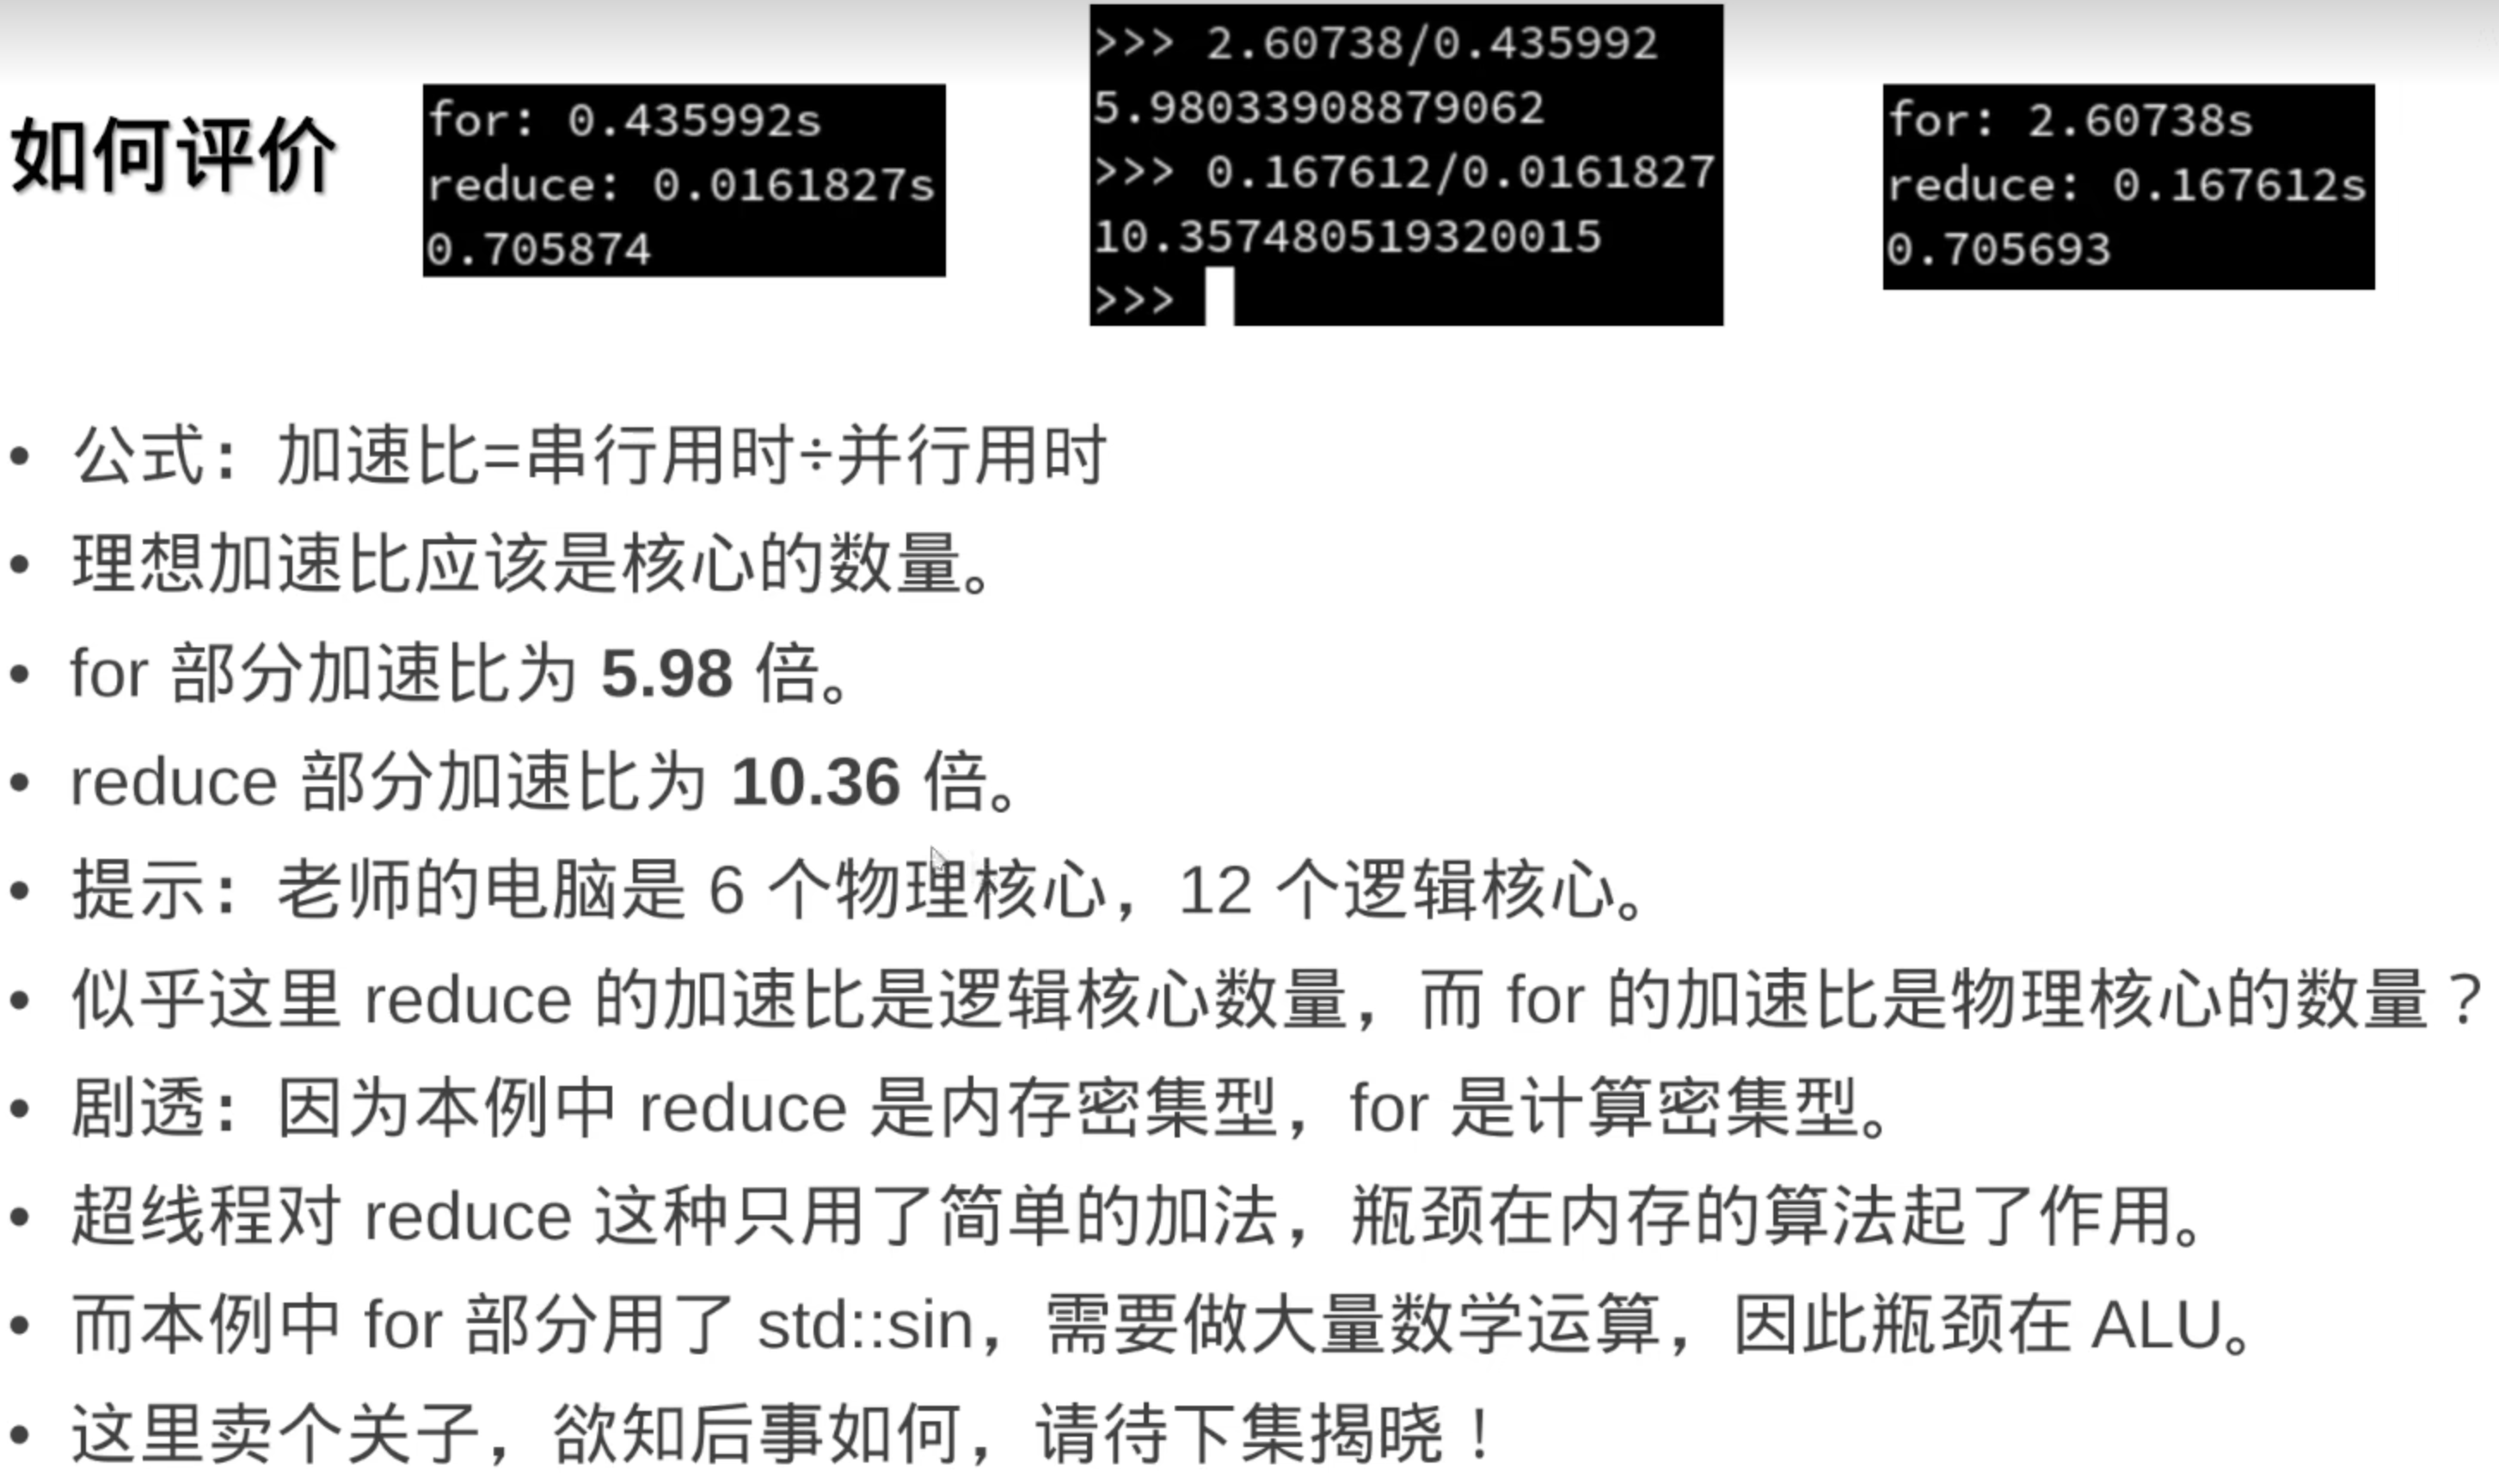 如何评价
for: 0.435992s
reduce: 0.0161827s
0.705874
>>> 2.60738/0.435992
5.98033908879062
>>> 0.167612/0.0161827
10.357480519320015
>>>
for: 2.60738s
reduce: 0.167612s
0.705693
• 公式：加速比=串行用时÷并行用时
• 理想加速比应该是核心的数量。
• for 部分加速比为 5.98 倍。
• reduce 部分加速比为 10.36 倍。
• 提示：老师的电脑是 6 个物理核心，12 个逻辑核心。
• 似乎这里 reduce 的加速比是逻辑核心数量，而 for 的加速比是物理核心的数量？
• 剧透：因为本例中 reduce 是内存密集型，for 是计算密集型。
• 超线程对 reduce 这种只用了简单的加法，瓶颈在内存的算法起了作用。
• 而本例中 for 部分用了 std::sin，需要做大量数学运算，因此瓶颈在 ALU。
• 这里卖个关子，欲知后事如何，请待下集揭晓！